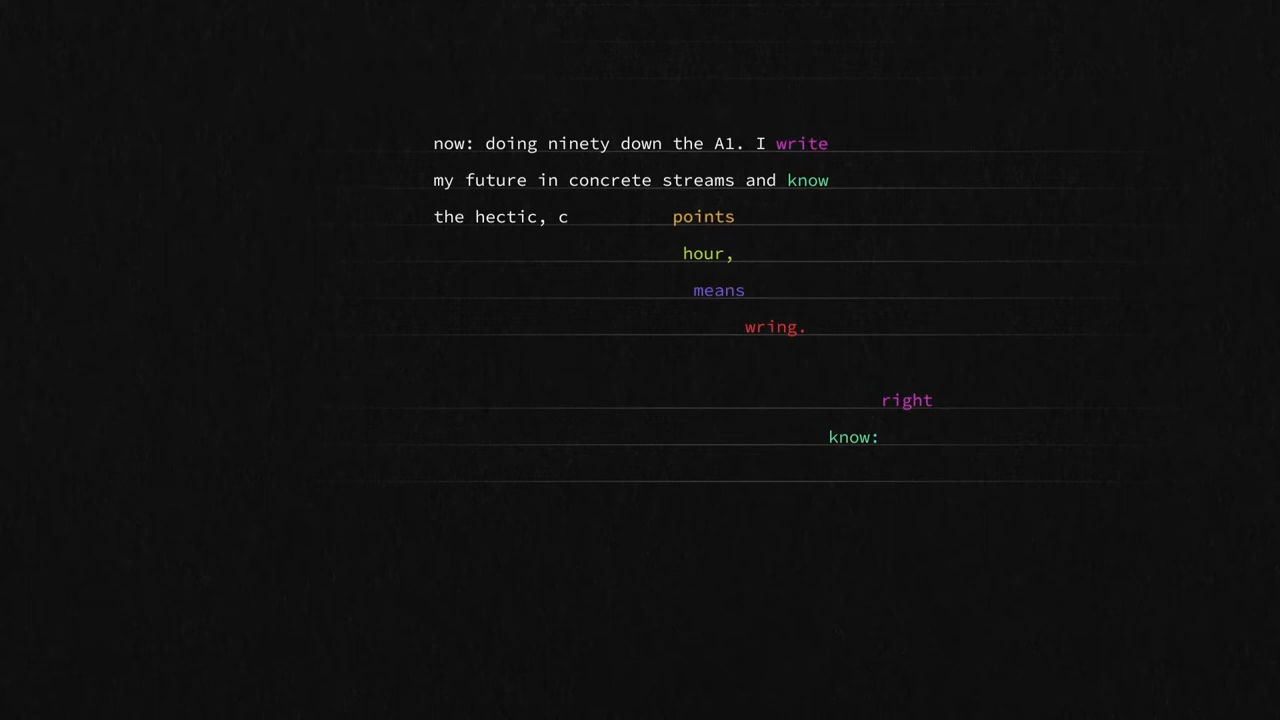 now: doing ninety down the A1. I write
my future in concrete streams and know
the hectic, c points
hour,
means
wring.
right
know: